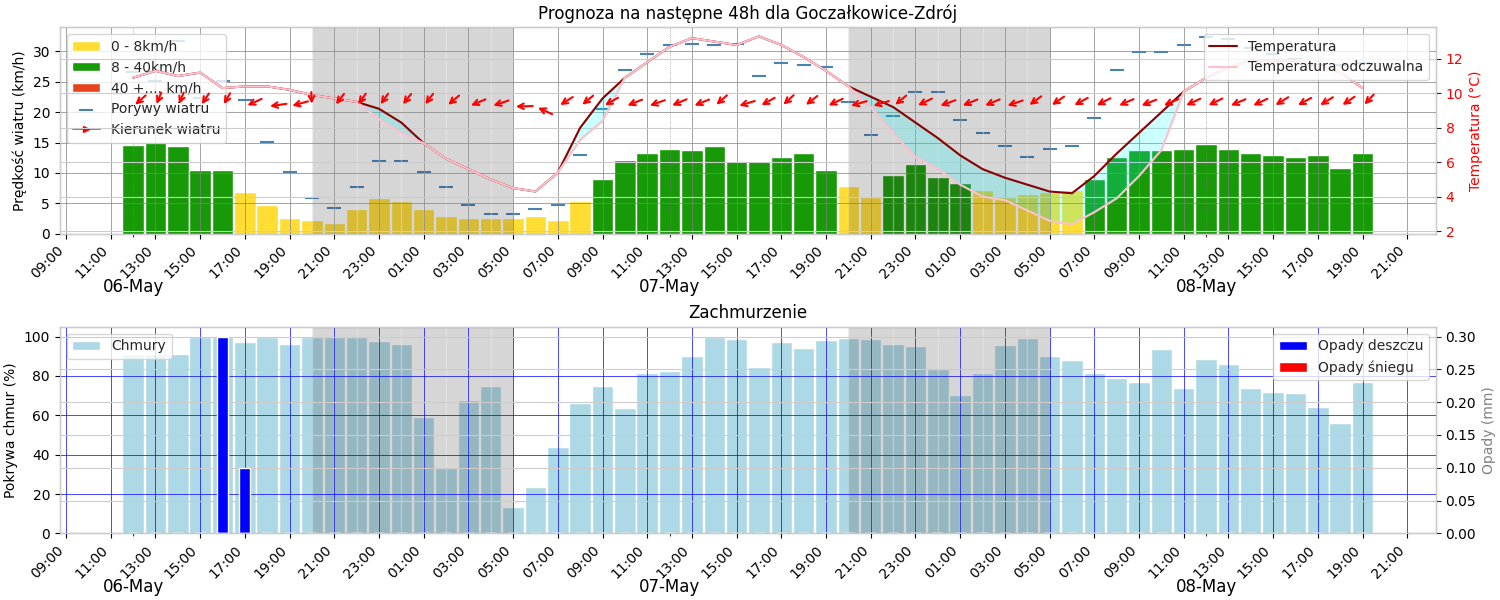 Prognoza na następne 48h dla Goczałkowice-Zdrój
Prędkość wiatru (km/h)
30
25
20
15
10
5
0
0 - 8km/h
8 - 40km/h
40 +.... km/h
Porywy wiatru
Kierunek wiatru
Temperatura
Temperatura odczuwalna
12
10
8
6
4
2
Temperatura (°C)
09:00 11:00 13:00 15:00 17:00 19:00 21:00 23:00 01:00 03:00 05:00 07:00 09:00 11:00 13:00 15:00 17:00 19:00 21:00 23:00 01:00 03:00 05:00 07:00 09:00 11:00 13:00 15:00 17:00 19:00 21:00
06-May 07-May 08-May
Zachmurzenie
Pokrywa chmur (%)
100
80
60
40
20
0
Chmury
Opady deszczu
Opady śniegu
0.30
0.25
0.20
0.15
0.10
0.05
0.00
Opady (mm)
09:00 11:00 13:00 15:00 17:00 19:00 21:00 23:00 01:00 03:00 05:00 07:00 09:00 11:00 13:00 15:00 17:00 19:00 21:00 23:00 01:00 03:00 05:00 07:00 09:00 11:00 13:00 15:00 17:00 19:00 21:00
06-May 07-May 08-May